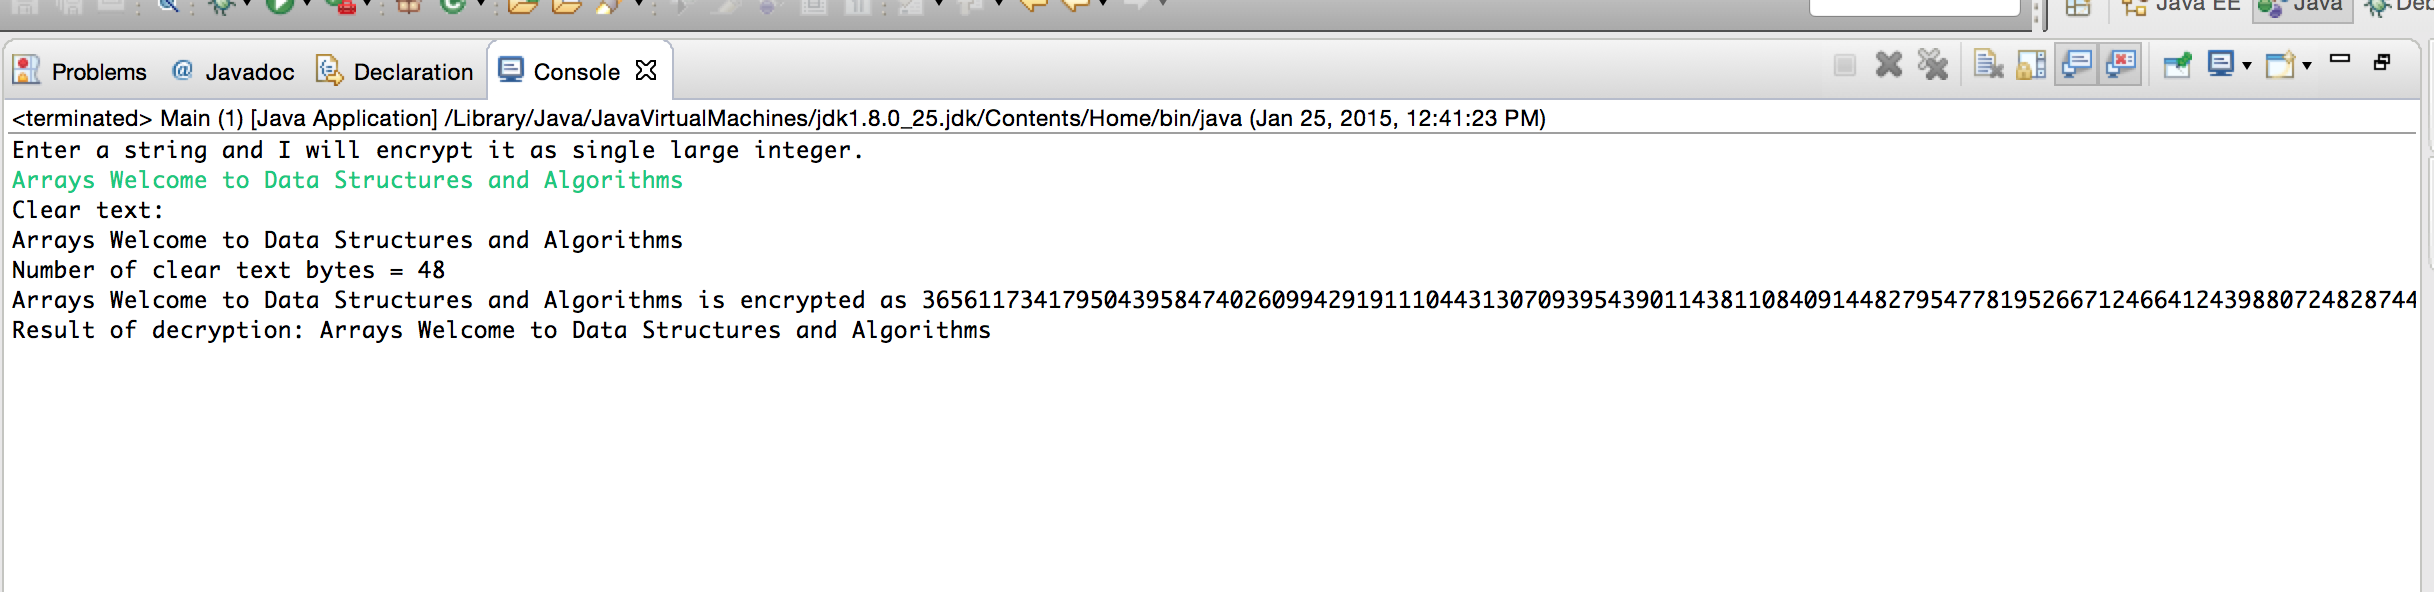 Java EE Java
Problems @ Javadoc Declaration Console
<terminated> Main (1) [Java Application] /Library/Java/JavaVirtualMachines/jdk1.8.0_25.jdk/Contents/Home/bin/java (Jan 25, 2015, 12:41:23 PM)
Enter a string and I will encrypt it as single large integer.
Arrays Welcome to Data Structures and Algorithms
Clear text:
Arrays Welcome to Data Structures and Algorithms
Number of clear text bytes = 48
Arrays Welcome to Data Structures and Algorithms is encrypted as 36561173417950439584740260994291911104431307093954390114381108409144827954778195266712466412439880724828744
Result of decryption: Arrays Welcome to Data Structures and Algorithms